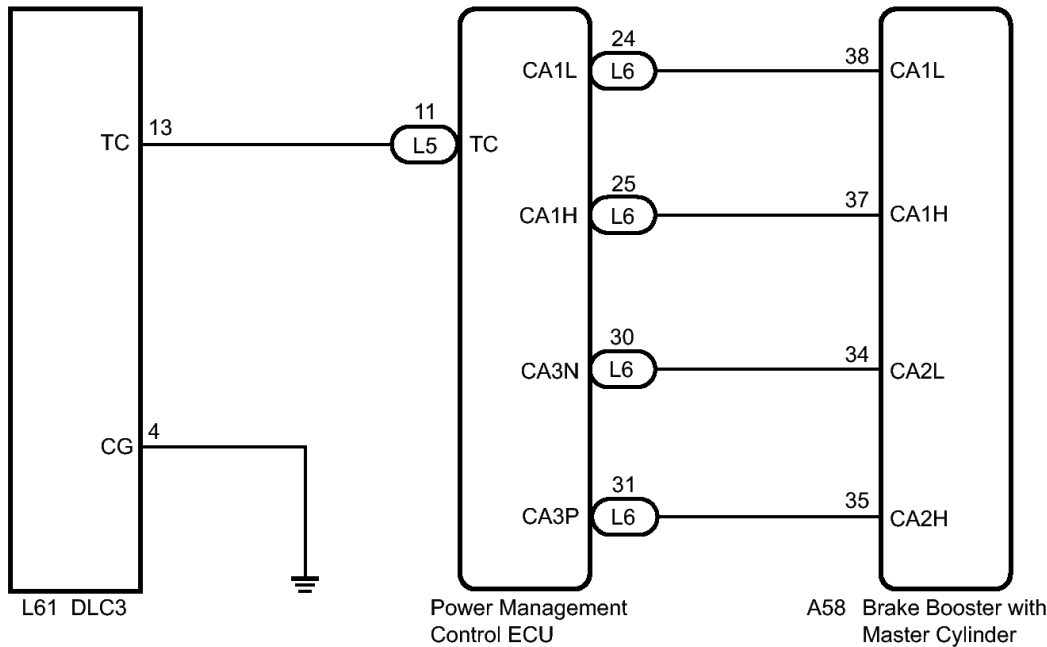 24
CA1L L6 38 CA1L
13 11
TC L5 TC
25
CA1H L6 37 CA1H
30
CA3N L6 34 CA2L
4
CG
31
CA3P L6 35 CA2H
L61 DLC3
Power Management
Control ECU
A58 Brake Booster with
Master Cylinder